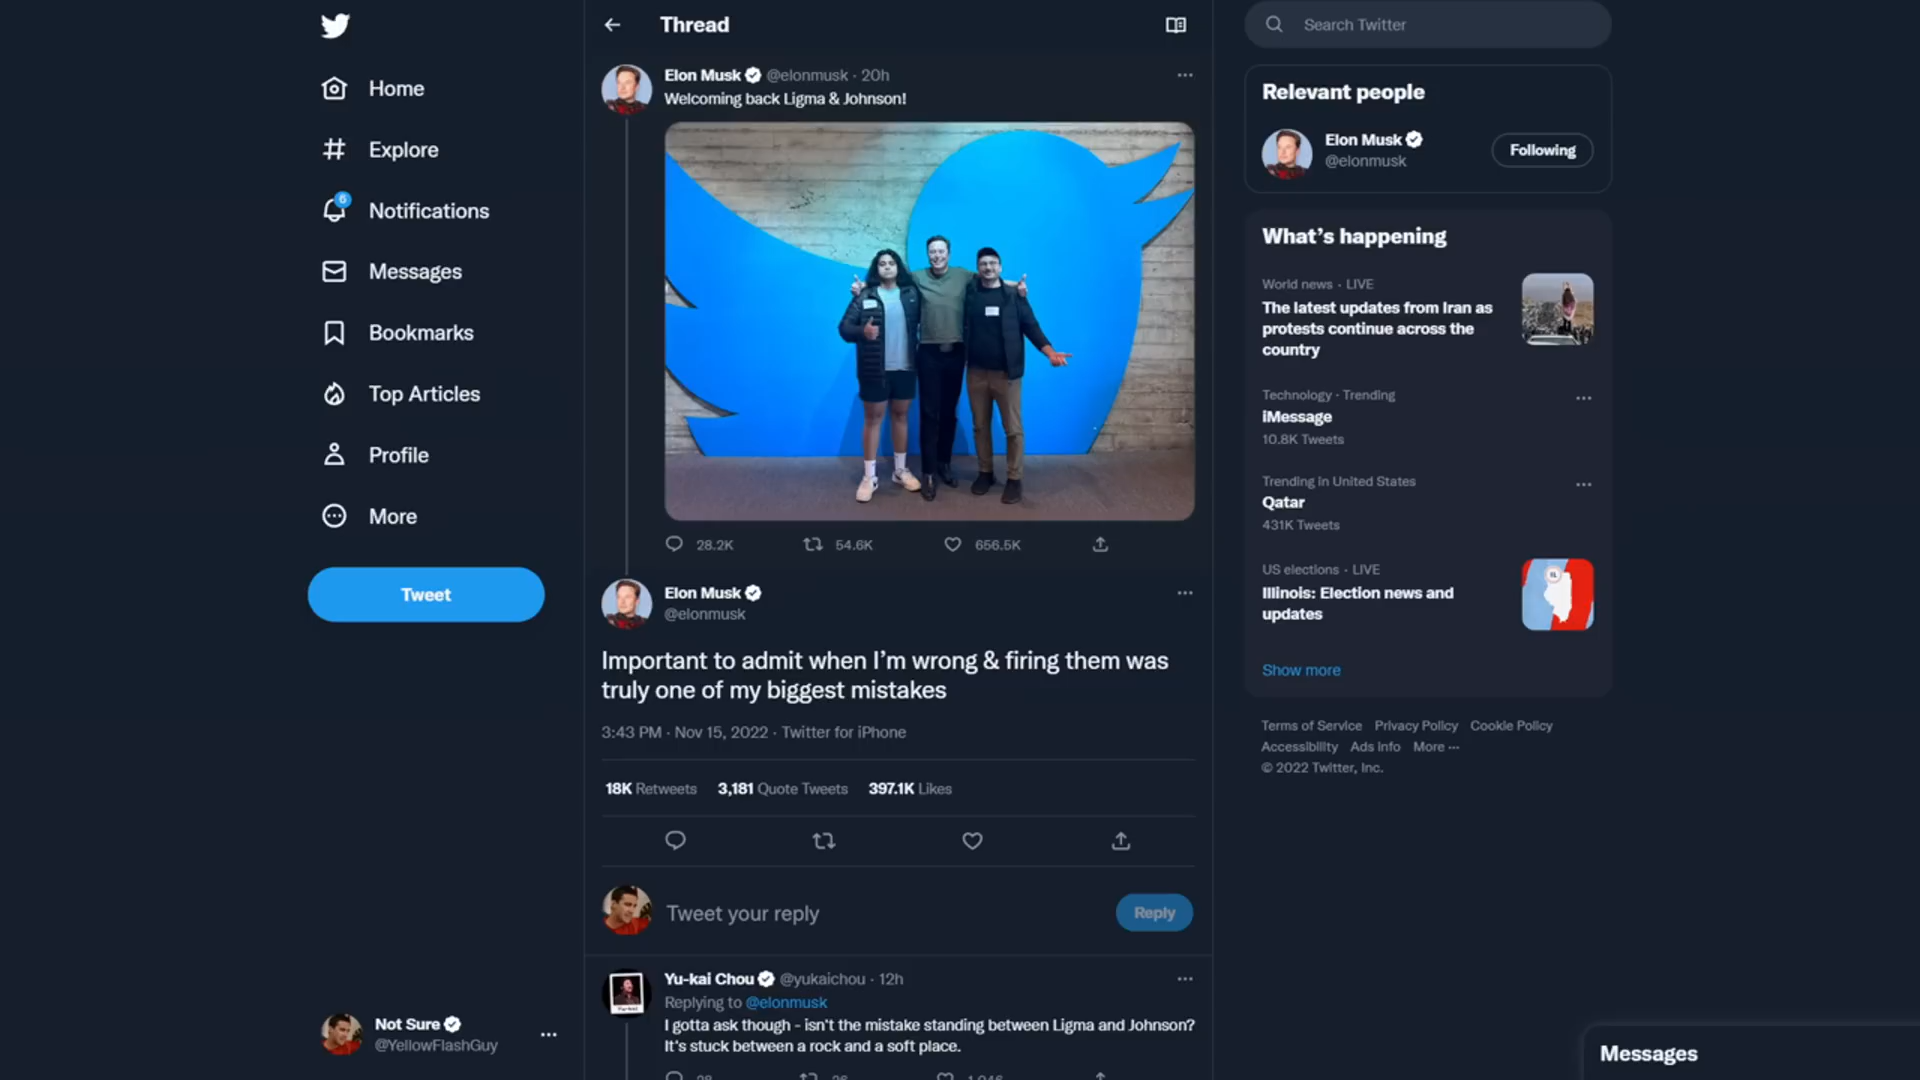 Home
Explore
6
Notifications
Messages
Bookmarks
Top Articles
Profile
More
Tweet
Not Sure
@YellowFlashGuy
Thread
Elon Musk @elonmusk · 20h
Welcoming back Ligma & Johnson!
28.2K 54.6K 656.5K
Elon Musk
@elonmusk
Important to admit when I'm wrong & firing them was
truly one of my biggest mistakes
3:43 PM · Nov 15, 2022 · Twitter for iPhone
18K Retweets 3,181 Quote Tweets 397.1K Likes
Tweet your reply
Reply
Yu-kai Chou @yukaichou · 12h
Replying to @elonmusk
I gotta ask though - isn't the mistake standing between Ligma and Johnson?
It's stuck between a rock and a soft place.
Search Twitter
Relevant people
Elon Musk
@elonmusk
Following
What's happening
World news · LIVE
The latest updates from Iran as
protests continue across the
country
Technology · Trending
iMessage
10.8K Tweets
Trending in United States
Qatar
431K Tweets
US elections · LIVE
Illinois: Election news and
updates
Show more
Terms of Service Privacy Policy Cookie Policy
Accessibility Ads info More ···
© 2022 Twitter, Inc.
Messages